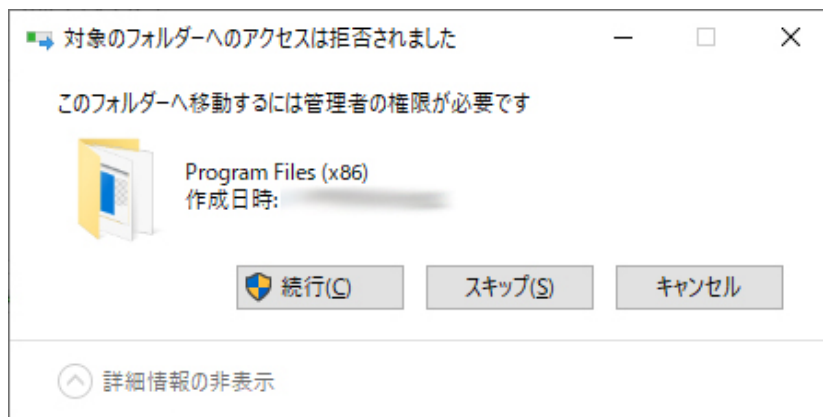 対象のフォルダーへのアクセスは拒否されました
このフォルダーへ移動するには管理者の権限が必要です
Program Files (x86)
作成日時:
続行(C) スキップ(S) キャンセル
詳細情報の非表示